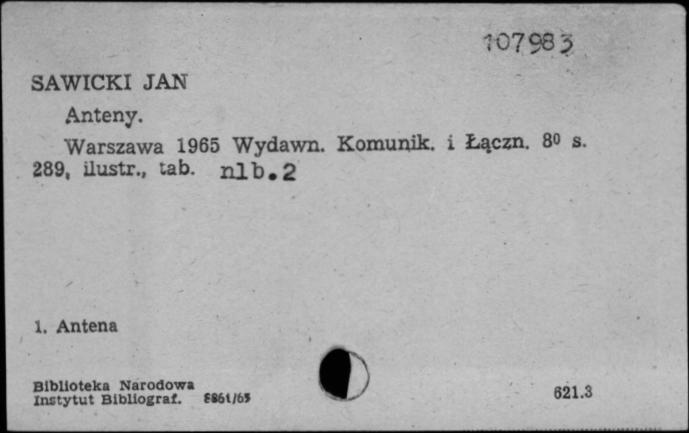 107983
SAWICKI JAN
Anteny.
Warszawa 1965 Wydawn. Komunik. i Łączn. 8⁰ s.
289, ilustr., tab. nlb.2
1. Antena
Biblioteka Narodowa
Instytut Bibliograf. 8861/65
621.3